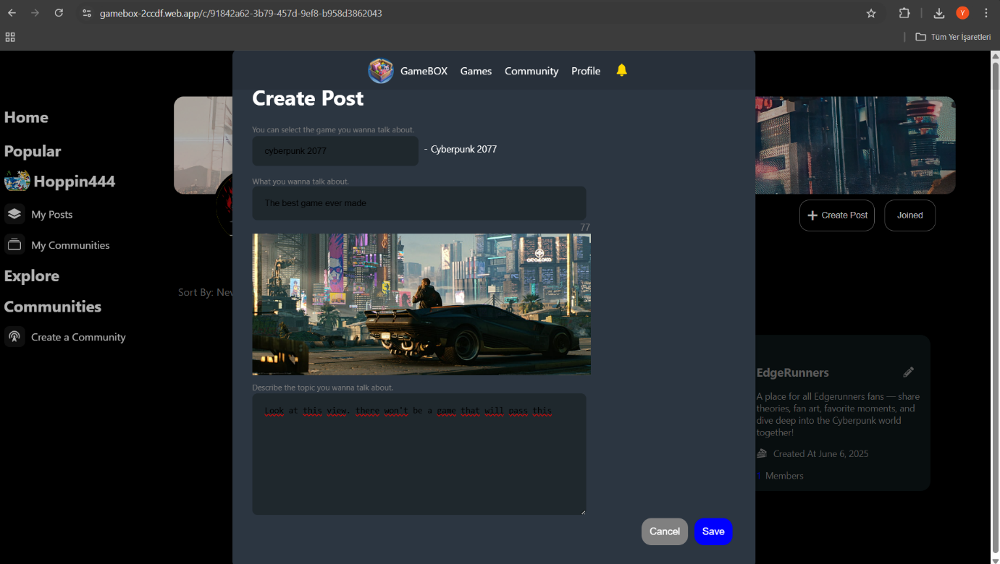 gamebox-2ccdf.web.app/c/91842a62-3b79-457d-9ef8-b958d3862043
Y
Tüm Yer İşaretleri
GameBOX Games Community Profile
Create Post
You can select the game you wanna talk about.
cyberpunk 2077
- Cyberpunk 2077
What you wanna talk about.
The best game ever made
77
Describe the topic you wanna talk about.
Look at this view. there won't be a game that will pass this
Cancel
Save
Home
Popular
Hoppin444
My Posts
My Communities
Explore
Communities
Create a Community
Sort By: Nev
Create Post
Joined
EdgeRunners
A place for all Edgerunners fans — share
theories, fan art, favorite moments, and
dive deep into the Cyberpunk world
together!
Created At June 6, 2025
1 Members